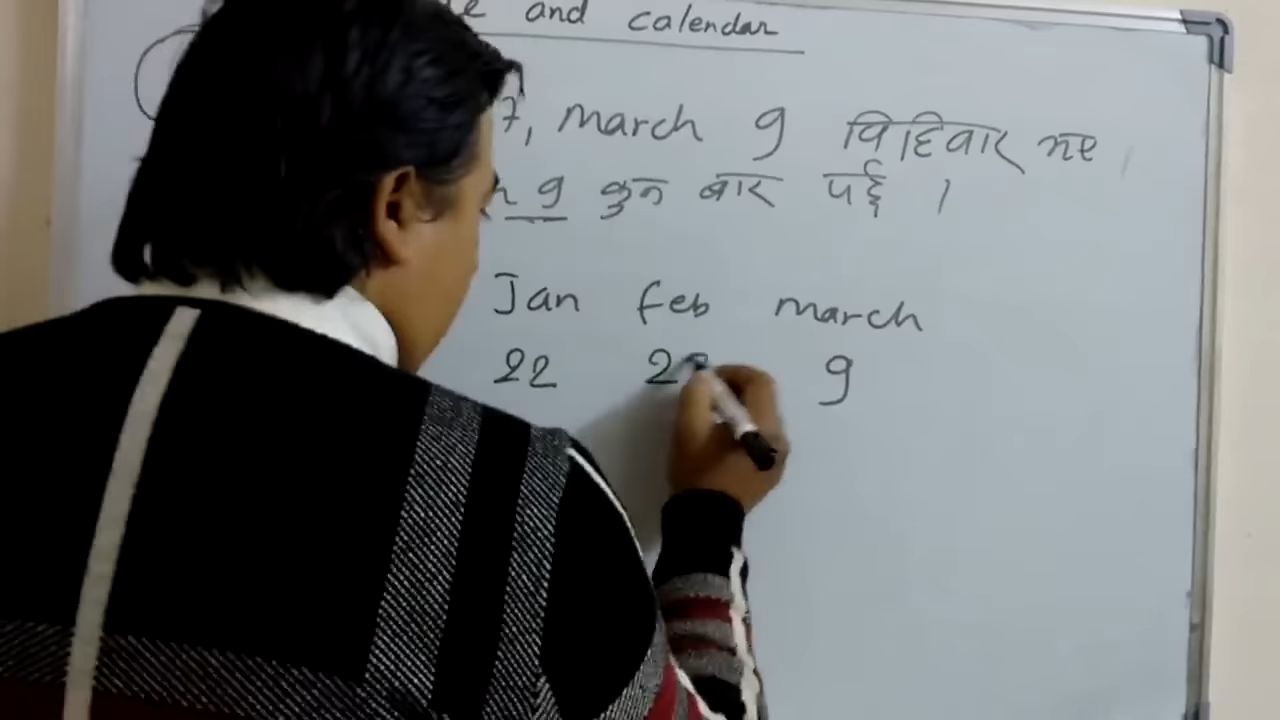 and calendar
7, march 9 बिहिवार भए
9 कुन बार पर्छ ।
Jan feb march
22 28 9